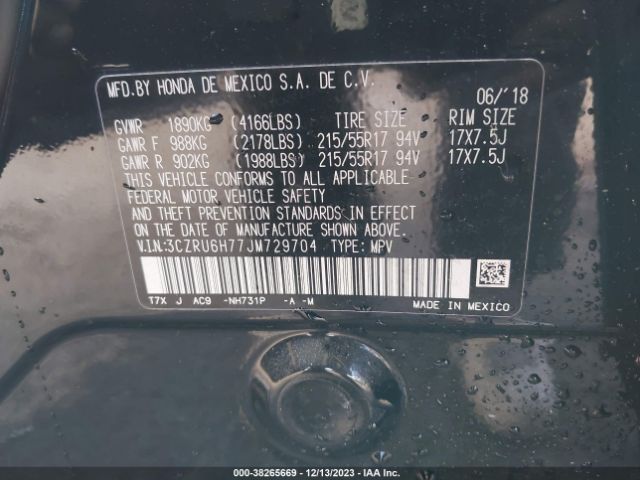 MFD.BY HONDA DE MEXICO S.A. DE C.V.
06/'18
GVWR 1890KG (4166LBS) TIRE SIZE RIM SIZE
GAWR F 988KG (2178LBS) 215/55R17 94V 17X7.5J
GAWR R 902KG (1988LBS) 215/55R17 94V 17X7.5J
THIS VEHICLE CONFORMS TO ALL APPLICABLE
FEDERAL MOTOR VEHICLE SAFETY
AND THEFT PREVENTION STANDARDS IN EFFECT
ON THE DATE OF MANUFACTURE SHOWN ABOVE.
V.IN.:3CZRU6H77JM729704 TYPE: MPV
T7X J AC9 -NH731P -A -M
MADE IN MEXICO
000-38265669 - 12/13/2023 - IAA Inc.